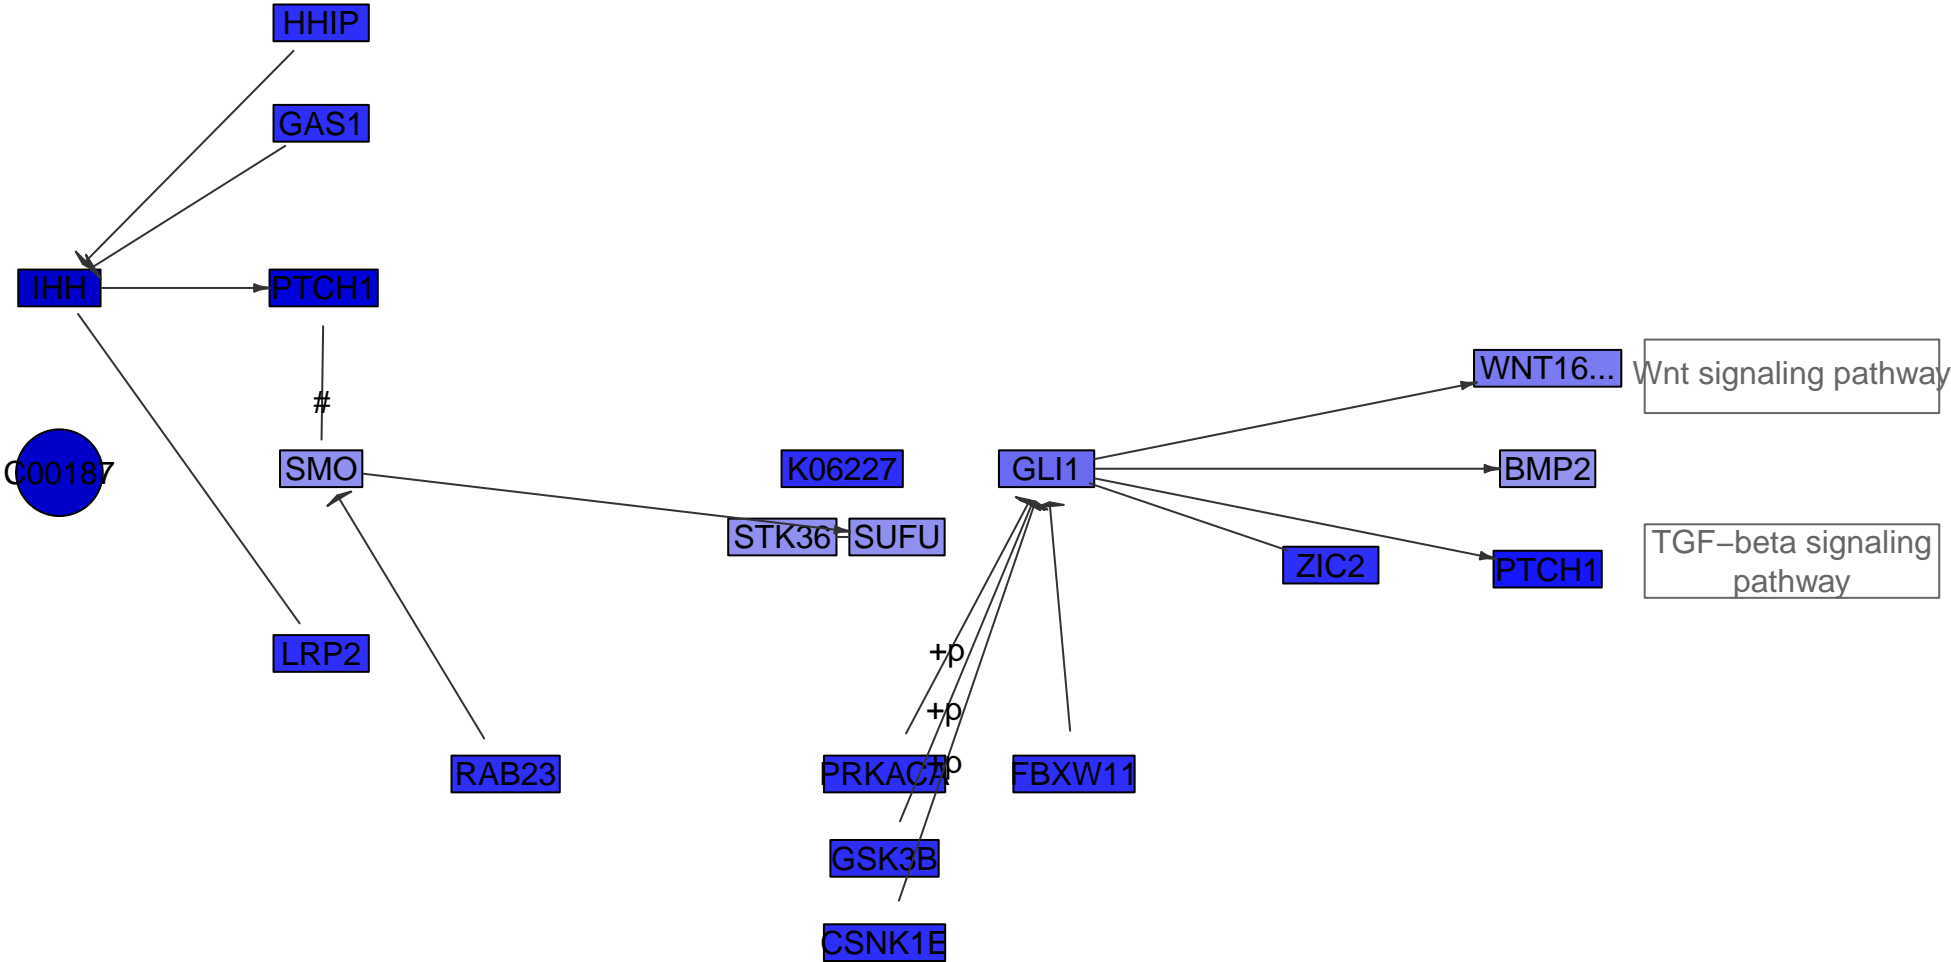 HHIP
GAS1
IHH
PTCH1
WNT16...
Wnt signaling pathway
#
C00187
SMO
K06227
GLI1
BMP2
STK36
SUFU
TGF−beta signaling
pathway
ZIC2
PTCH1
LRP2
+p
+p
+p
RAB23
PRKACA
FBXW11
GSK3B
CSNK1E